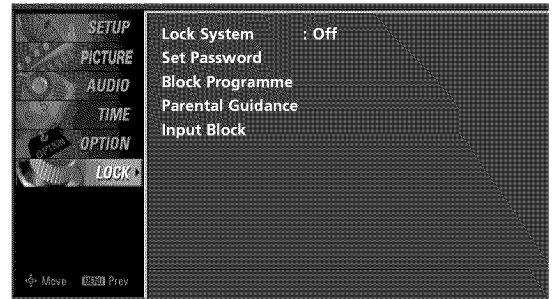 SETUP
PICTURE
AUDIO
TIME
OPTION
LOCK
Lock System : Off
Set Password
Block Programme
Parental Guidance
Input Block
OPTION
Move MENU Prev